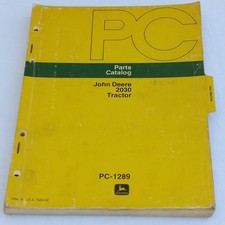 PC
Parts
Catalog
John Deere
2030
Tractor
PC-1289